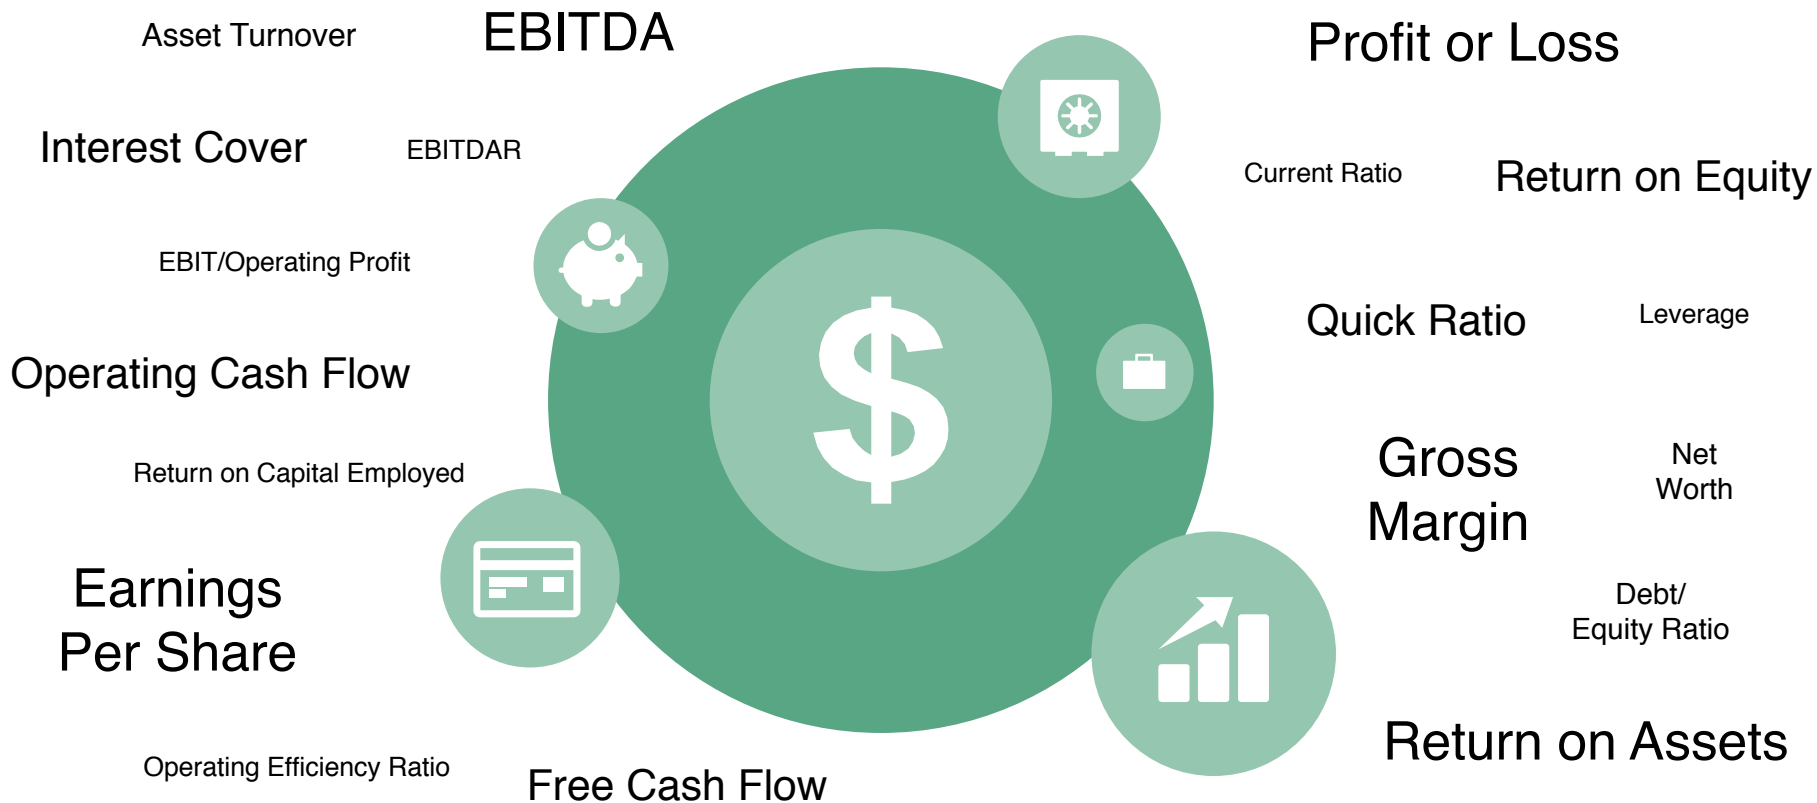 Asset Turnover
EBITDA
Profit or Loss
Interest Cover
EBITDAR
Current Ratio
Return on Equity
EBIT/Operating Profit
Quick Ratio
Leverage
Operating Cash Flow
$
Gross
Margin
Net
Worth
Return on Capital Employed
Earnings
Per Share
Debt/
Equity Ratio
Return on Assets
Operating Efficiency Ratio
Free Cash Flow